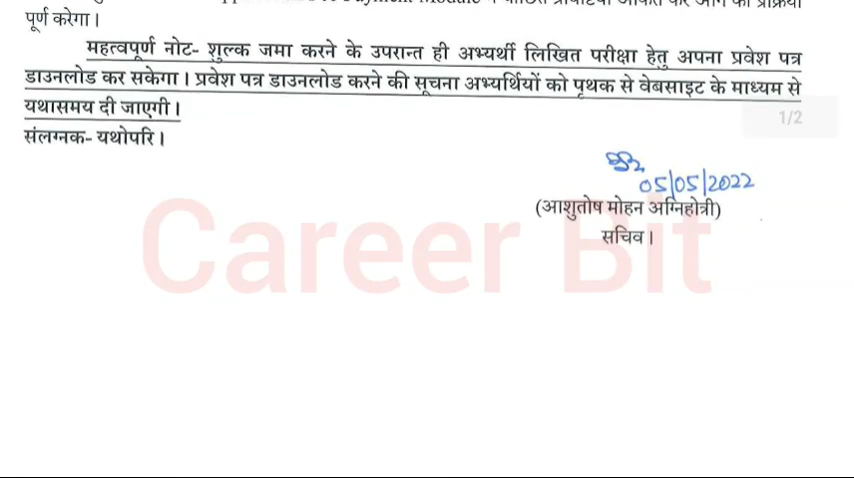 Module
पूर्ण करेगा।
महत्वपूर्ण नोट- शुल्क जमा करने के उपरान्त ही अभ्यर्थी लिखित परीक्षा हेतु अपना प्रवेश पत्र
डाउनलोड कर सकेगा। प्रवेश पत्र डाउनलोड करने की सूचना अभ्यर्थियों को पृथक से वेबसाइट के माध्यम से
यथासमय दी जाएगी।
1/2
संलग्नक- यथोपरि।
05/05/2022
(आशुतोष मोहन अग्निहोत्री)
सचिव।
Career Bit